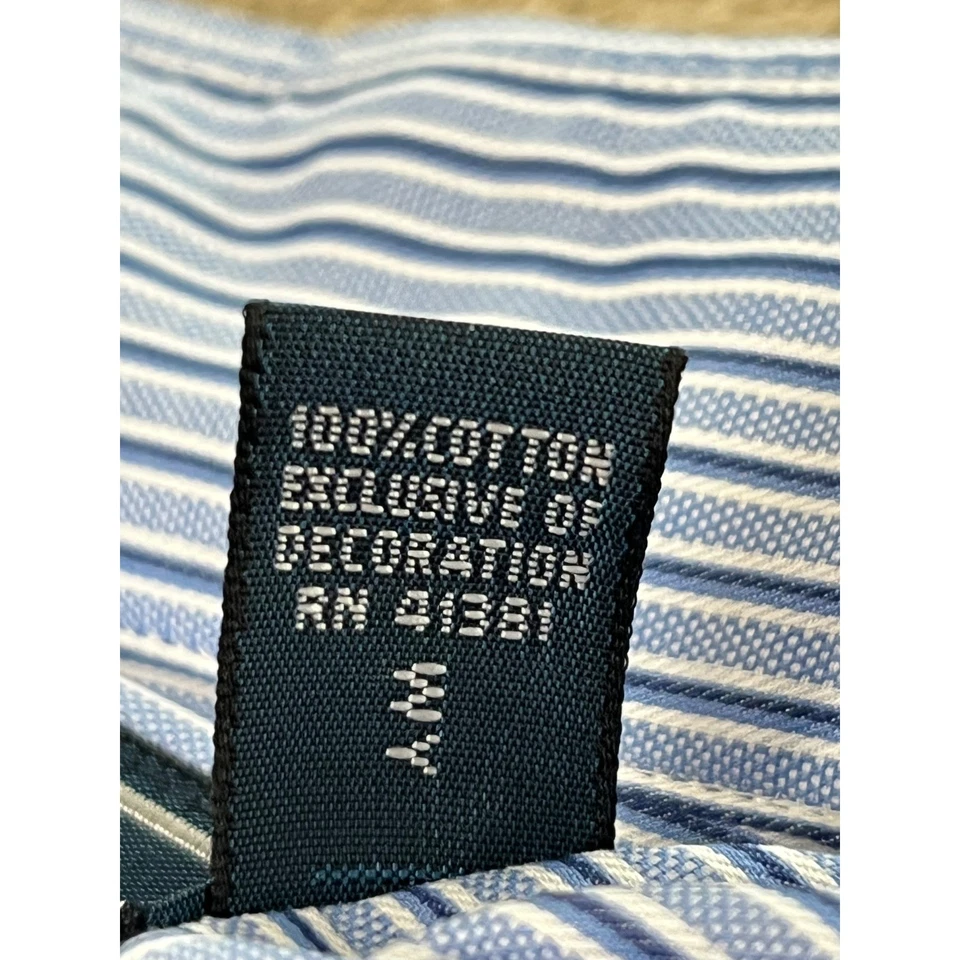 100%COTTON
EXCLUSIVE OF
DECORATION
RN 41381